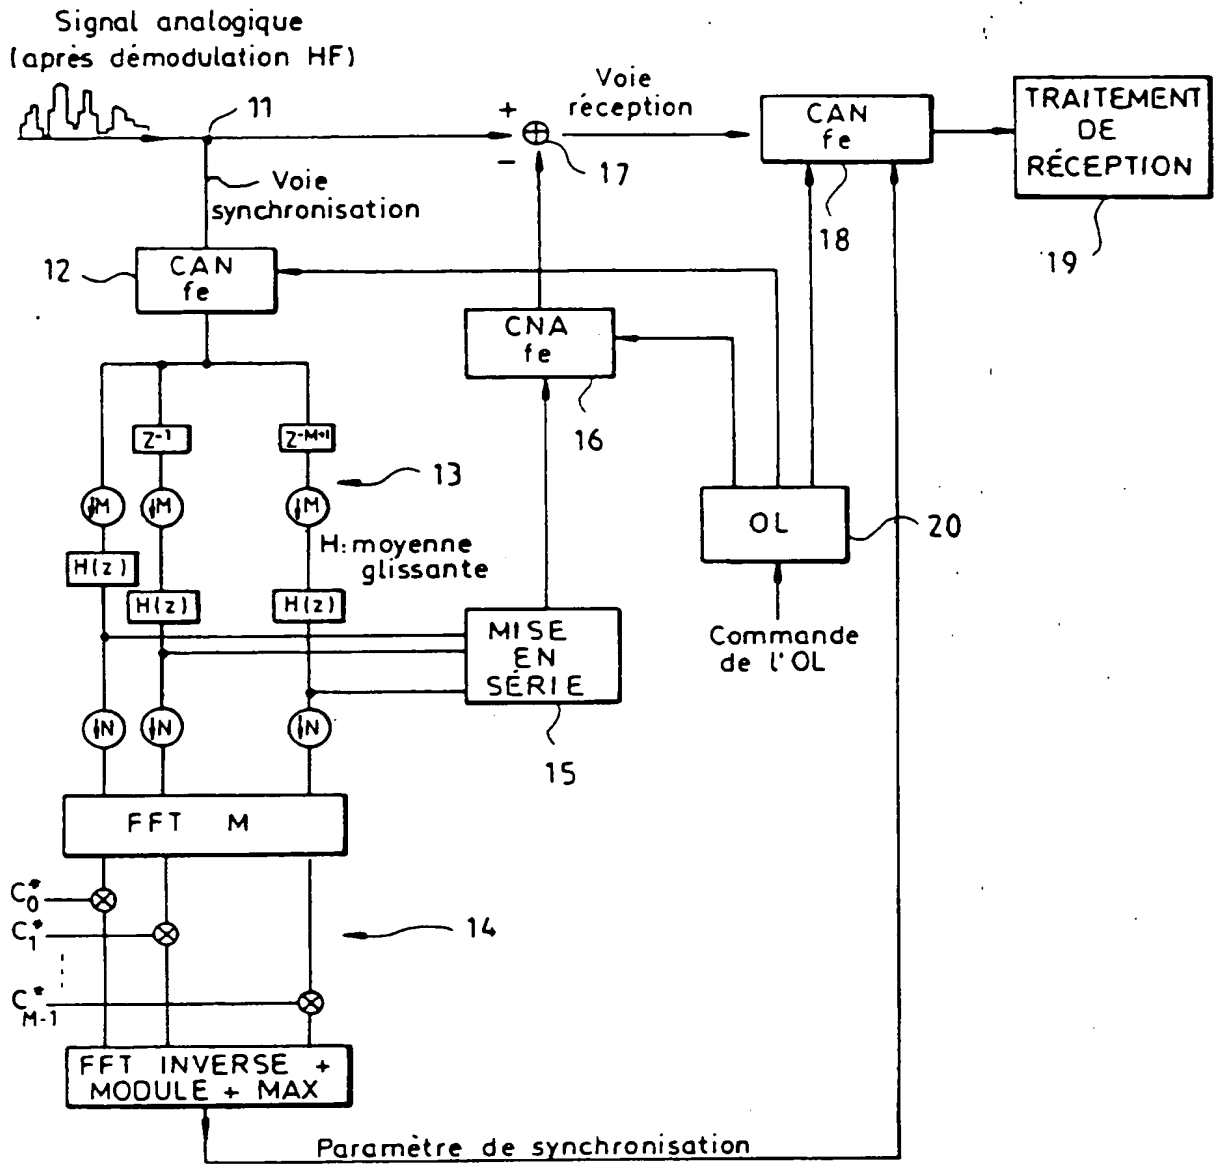 Signal analogique
(après démodulation HF)
11
+
-
17
Voie
réception
CAN
fe
18
TRAITEMENT
DE
RÉCEPTION
19
Voie
synchronisation
12
CAN
fe
CNA
fe
16
Z-1
Z-M+1
13
↓M
↓M
↓M
H: moyenne
glissante
H(z)
H(z)
H(z)
OL
20
Commande
de l'OL
MISE
EN
SÉRIE
15
↓N
↓N
↓N
FFT M
C0*
C1*
CM-1*
14
FFT INVERSE +
MODULE + MAX
Paramètre de synchronisation